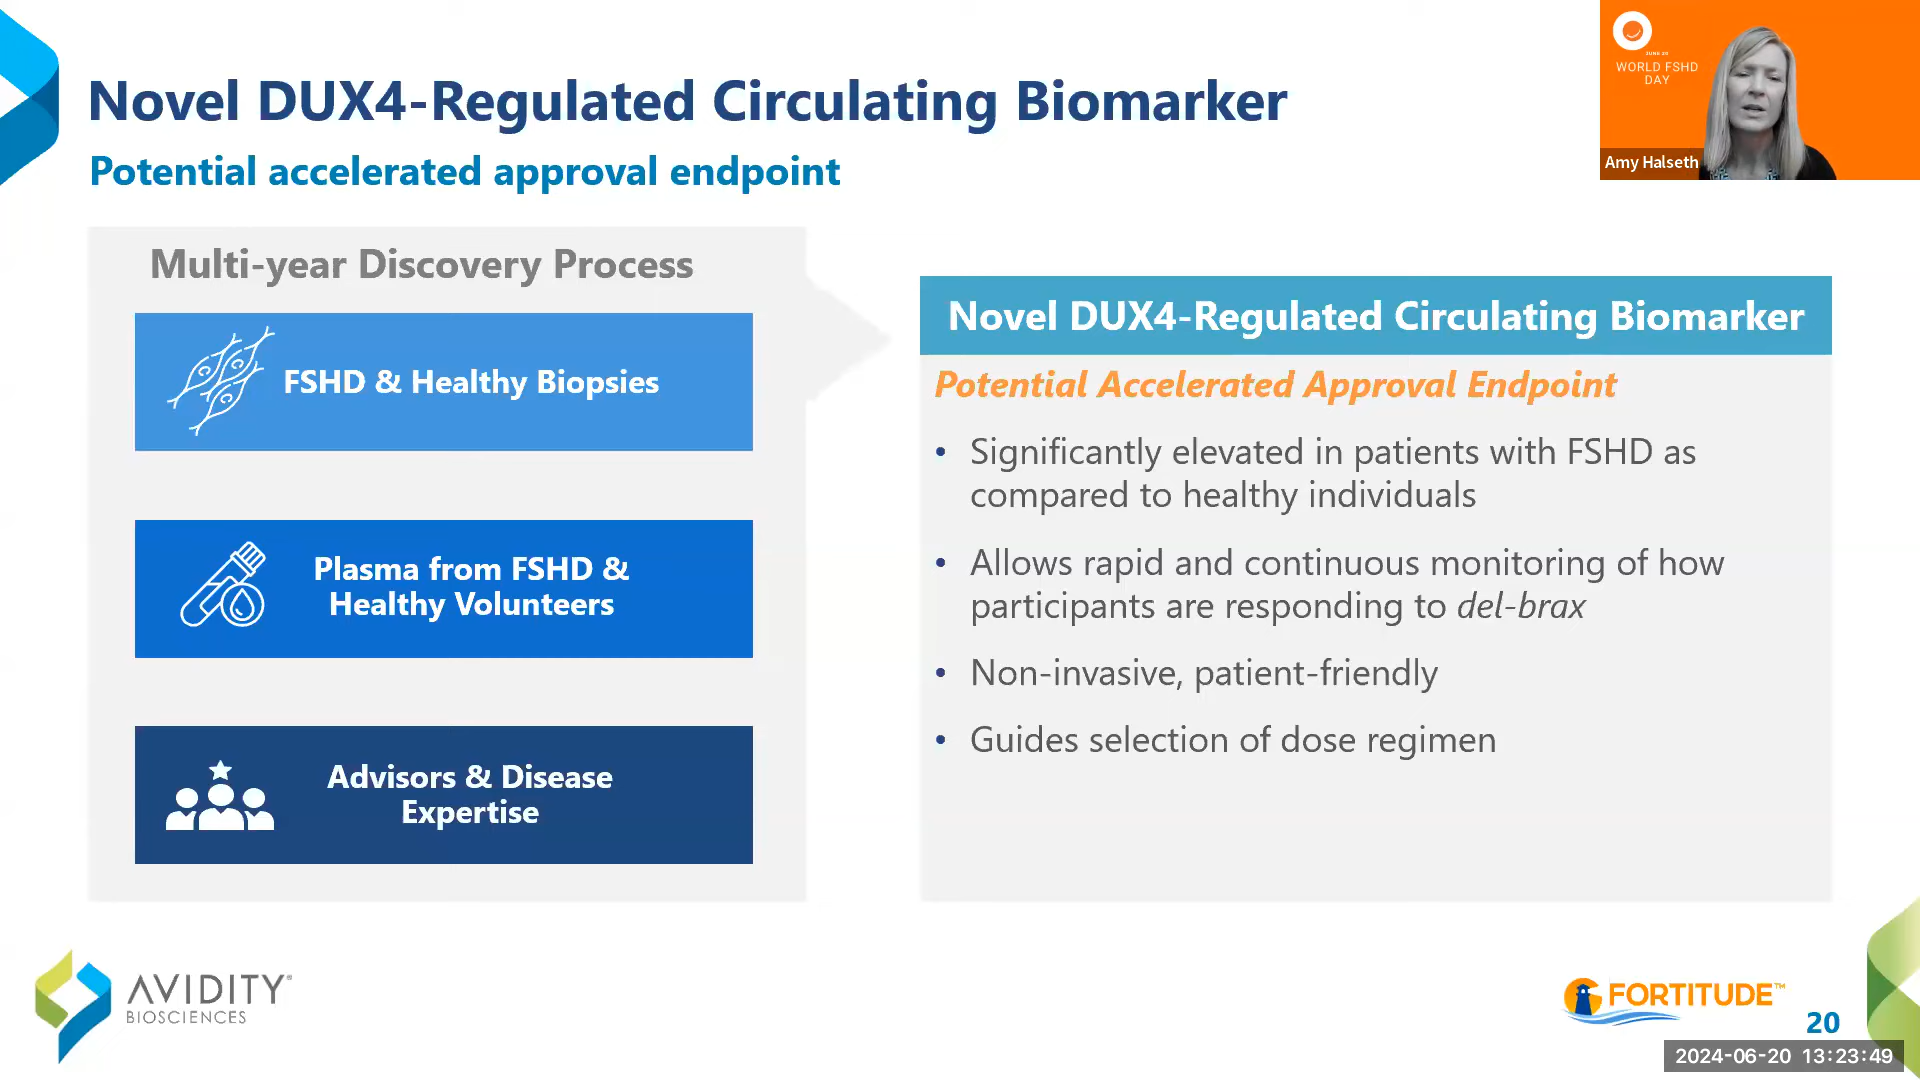 Novel DUX4-Regulated Circulating Biomarker
Potential accelerated approval endpoint
JUNE 20
WORLD FSHD
DAY
Amy Halseth
Multi-year Discovery Process
FSHD & Healthy Biopsies
Plasma from FSHD &
Healthy Volunteers
Advisors & Disease
Expertise
Novel DUX4-Regulated Circulating Biomarker
Potential Accelerated Approval Endpoint
• Significantly elevated in patients with FSHD as
compared to healthy individuals
• Allows rapid and continuous monitoring of how
participants are responding to del-brax
• Non-invasive, patient-friendly
• Guides selection of dose regimen
AVIDITY®
BIOSCIENCES
FORTITUDE™
20
2024-06-20 13:23:49